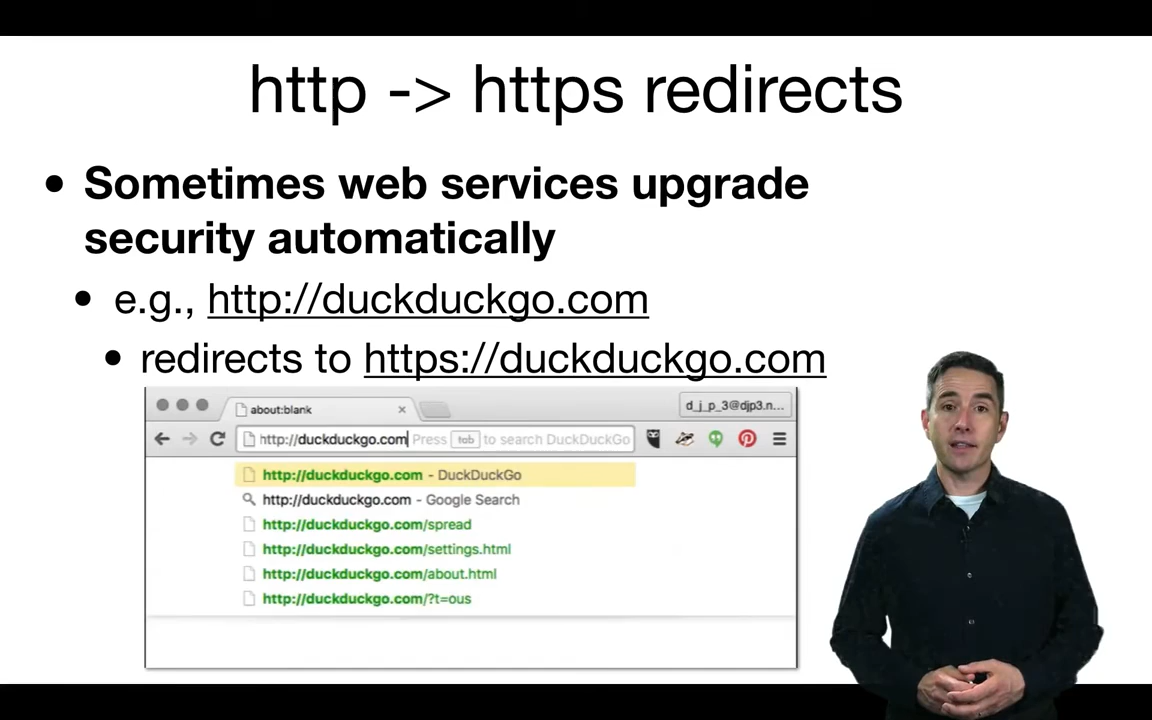 http -> https redirects
• Sometimes web services upgrade
security automatically
• e.g., http://duckduckgo.com
• redirects to https://duckduckgo.com
about:blank
d_j_p_3@djp3.n...
http://duckduckgo.com Press tab to search DuckDuckGo
http://duckduckgo.com - DuckDuckGo
http://duckduckgo.com - Google Search
http://duckduckgo.com/spread
http://duckduckgo.com/settings.html
http://duckduckgo.com/about.html
http://duckduckgo.com/?t=ous